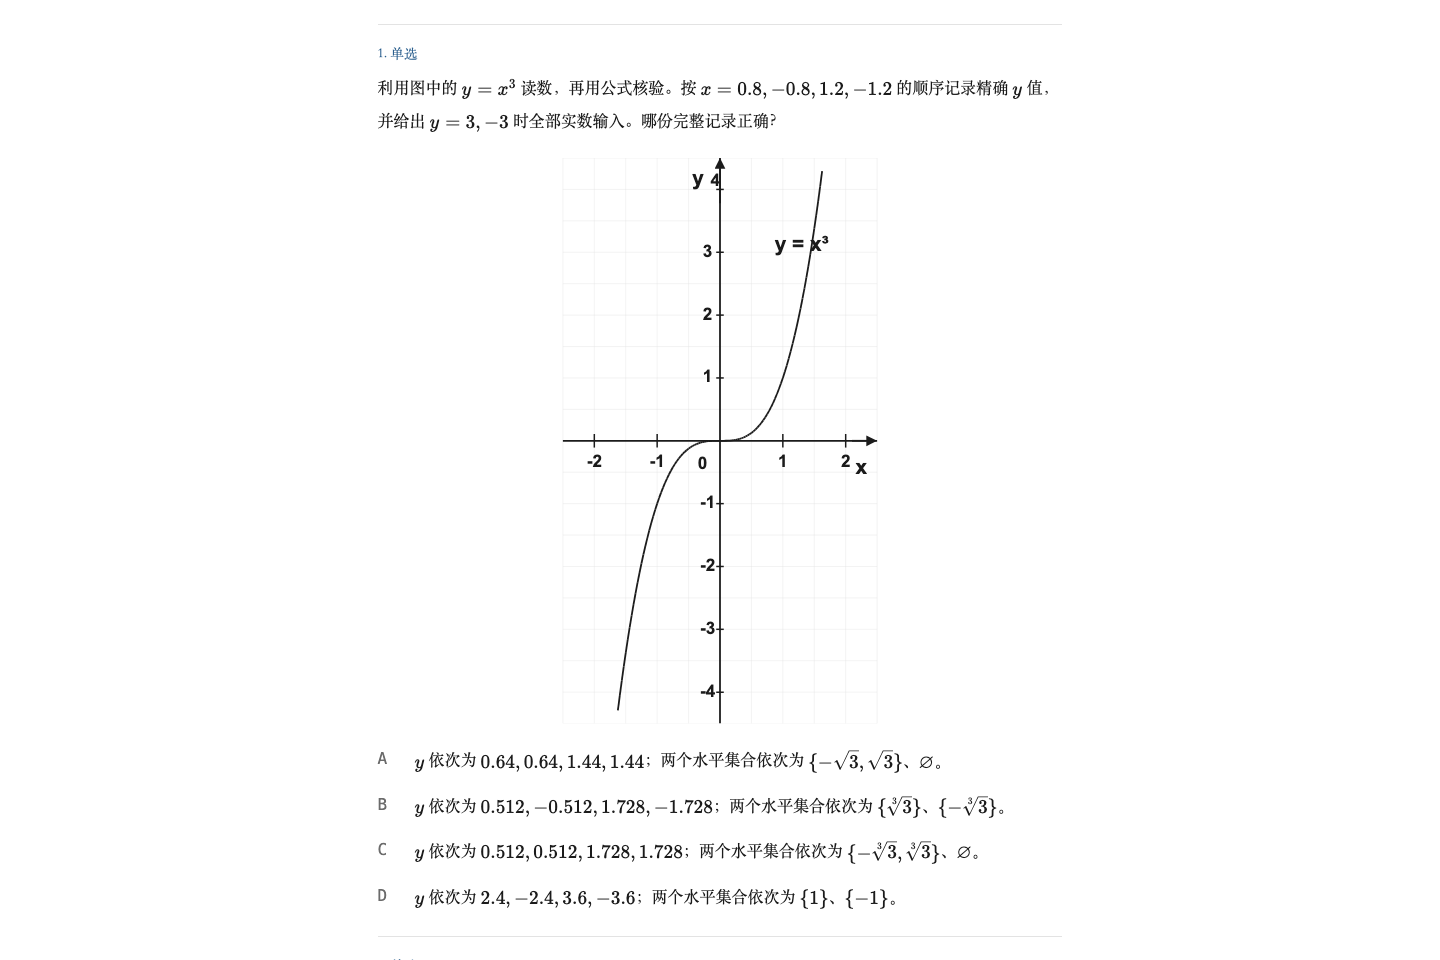 1. 单选
利用图中的 y = x³ 读数，再用公式核验。按 x = 0.8, −0.8, 1.2, −1.2 的顺序记录精确 y 值，
并给出 y = 3, −3 时全部实数输入。哪份完整记录正确?
y 4
y = x³
3
2
1
-2 -1 0 1 2 x
-1
-2
-3
-4
A y 依次为 0.64, 0.64, 1.44, 1.44；两个水平集合依次为 {−√3, √3}、∅。
B y 依次为 0.512, −0.512, 1.728, −1.728；两个水平集合依次为 {∛3}、{−∛3}。
C y 依次为 0.512, 0.512, 1.728, 1.728；两个水平集合依次为 {−∛3, ∛3}、∅。
D y 依次为 2.4, −2.4, 3.6, −3.6；两个水平集合依次为 {1}、{−1}。